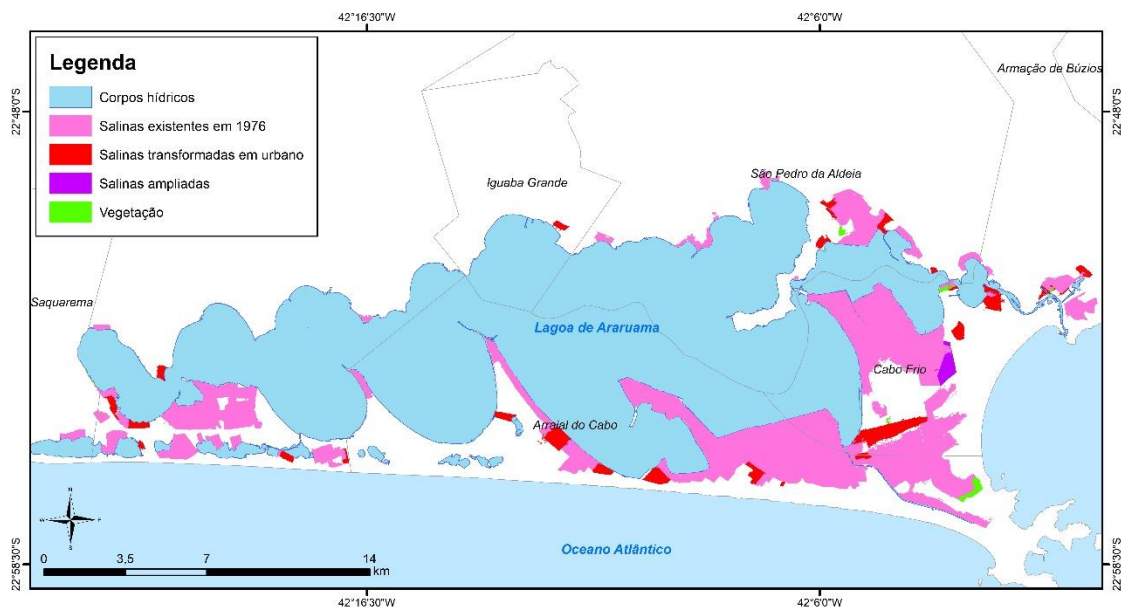 42°16'30"W
42°6'0"W
Legenda
Corpos hídricos
Salinas existentes em 1976
Salinas transformadas em urbano
Salinas ampliadas
Vegetação
Armação de Búzios
22°48'0"S
22°48'0"S
São Pedro da Aldeia
Iguaba Grande
Saquarema
Lagoa de Araruama
Cabo Frio
Arraial do Cabo
N
W
E
S
Oceano Atlântico
0 3,5 7 14
km
22°58'30"S
22°58'30"S
42°16'30"W
42°6'0"W